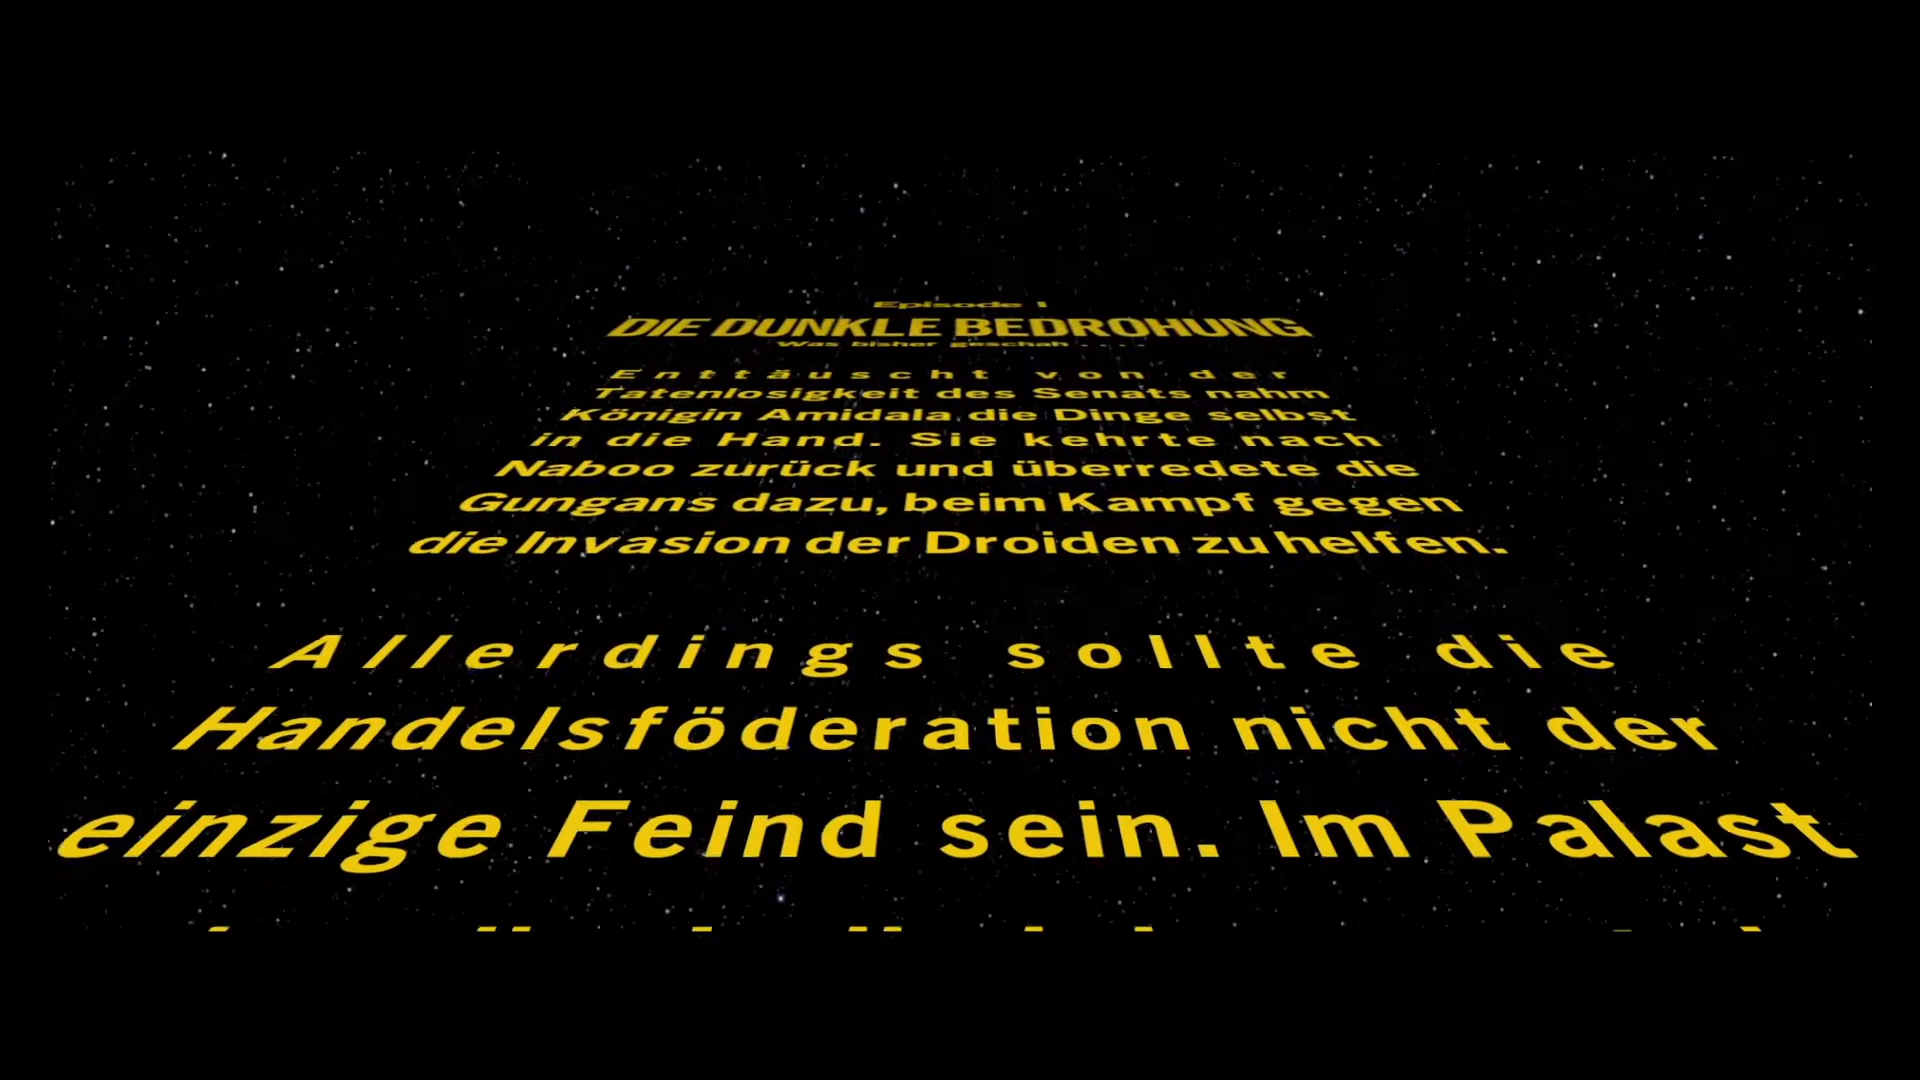 Episode I
DIE DUNKLE BEDROHUNG
Was bisher geschah . . . .
Enttäuscht von der
Tatenlosigkeit des Senats nahm
Königin Amidala die Dinge selbst
in die Hand. Sie kehrte nach
Naboo zurück und überredete die
Gungans dazu, beim Kampf gegen
die Invasion der Droiden zu helfen.
Allerdings sollte die
Handelsföderation nicht der
einzige Feind sein. Im Palast